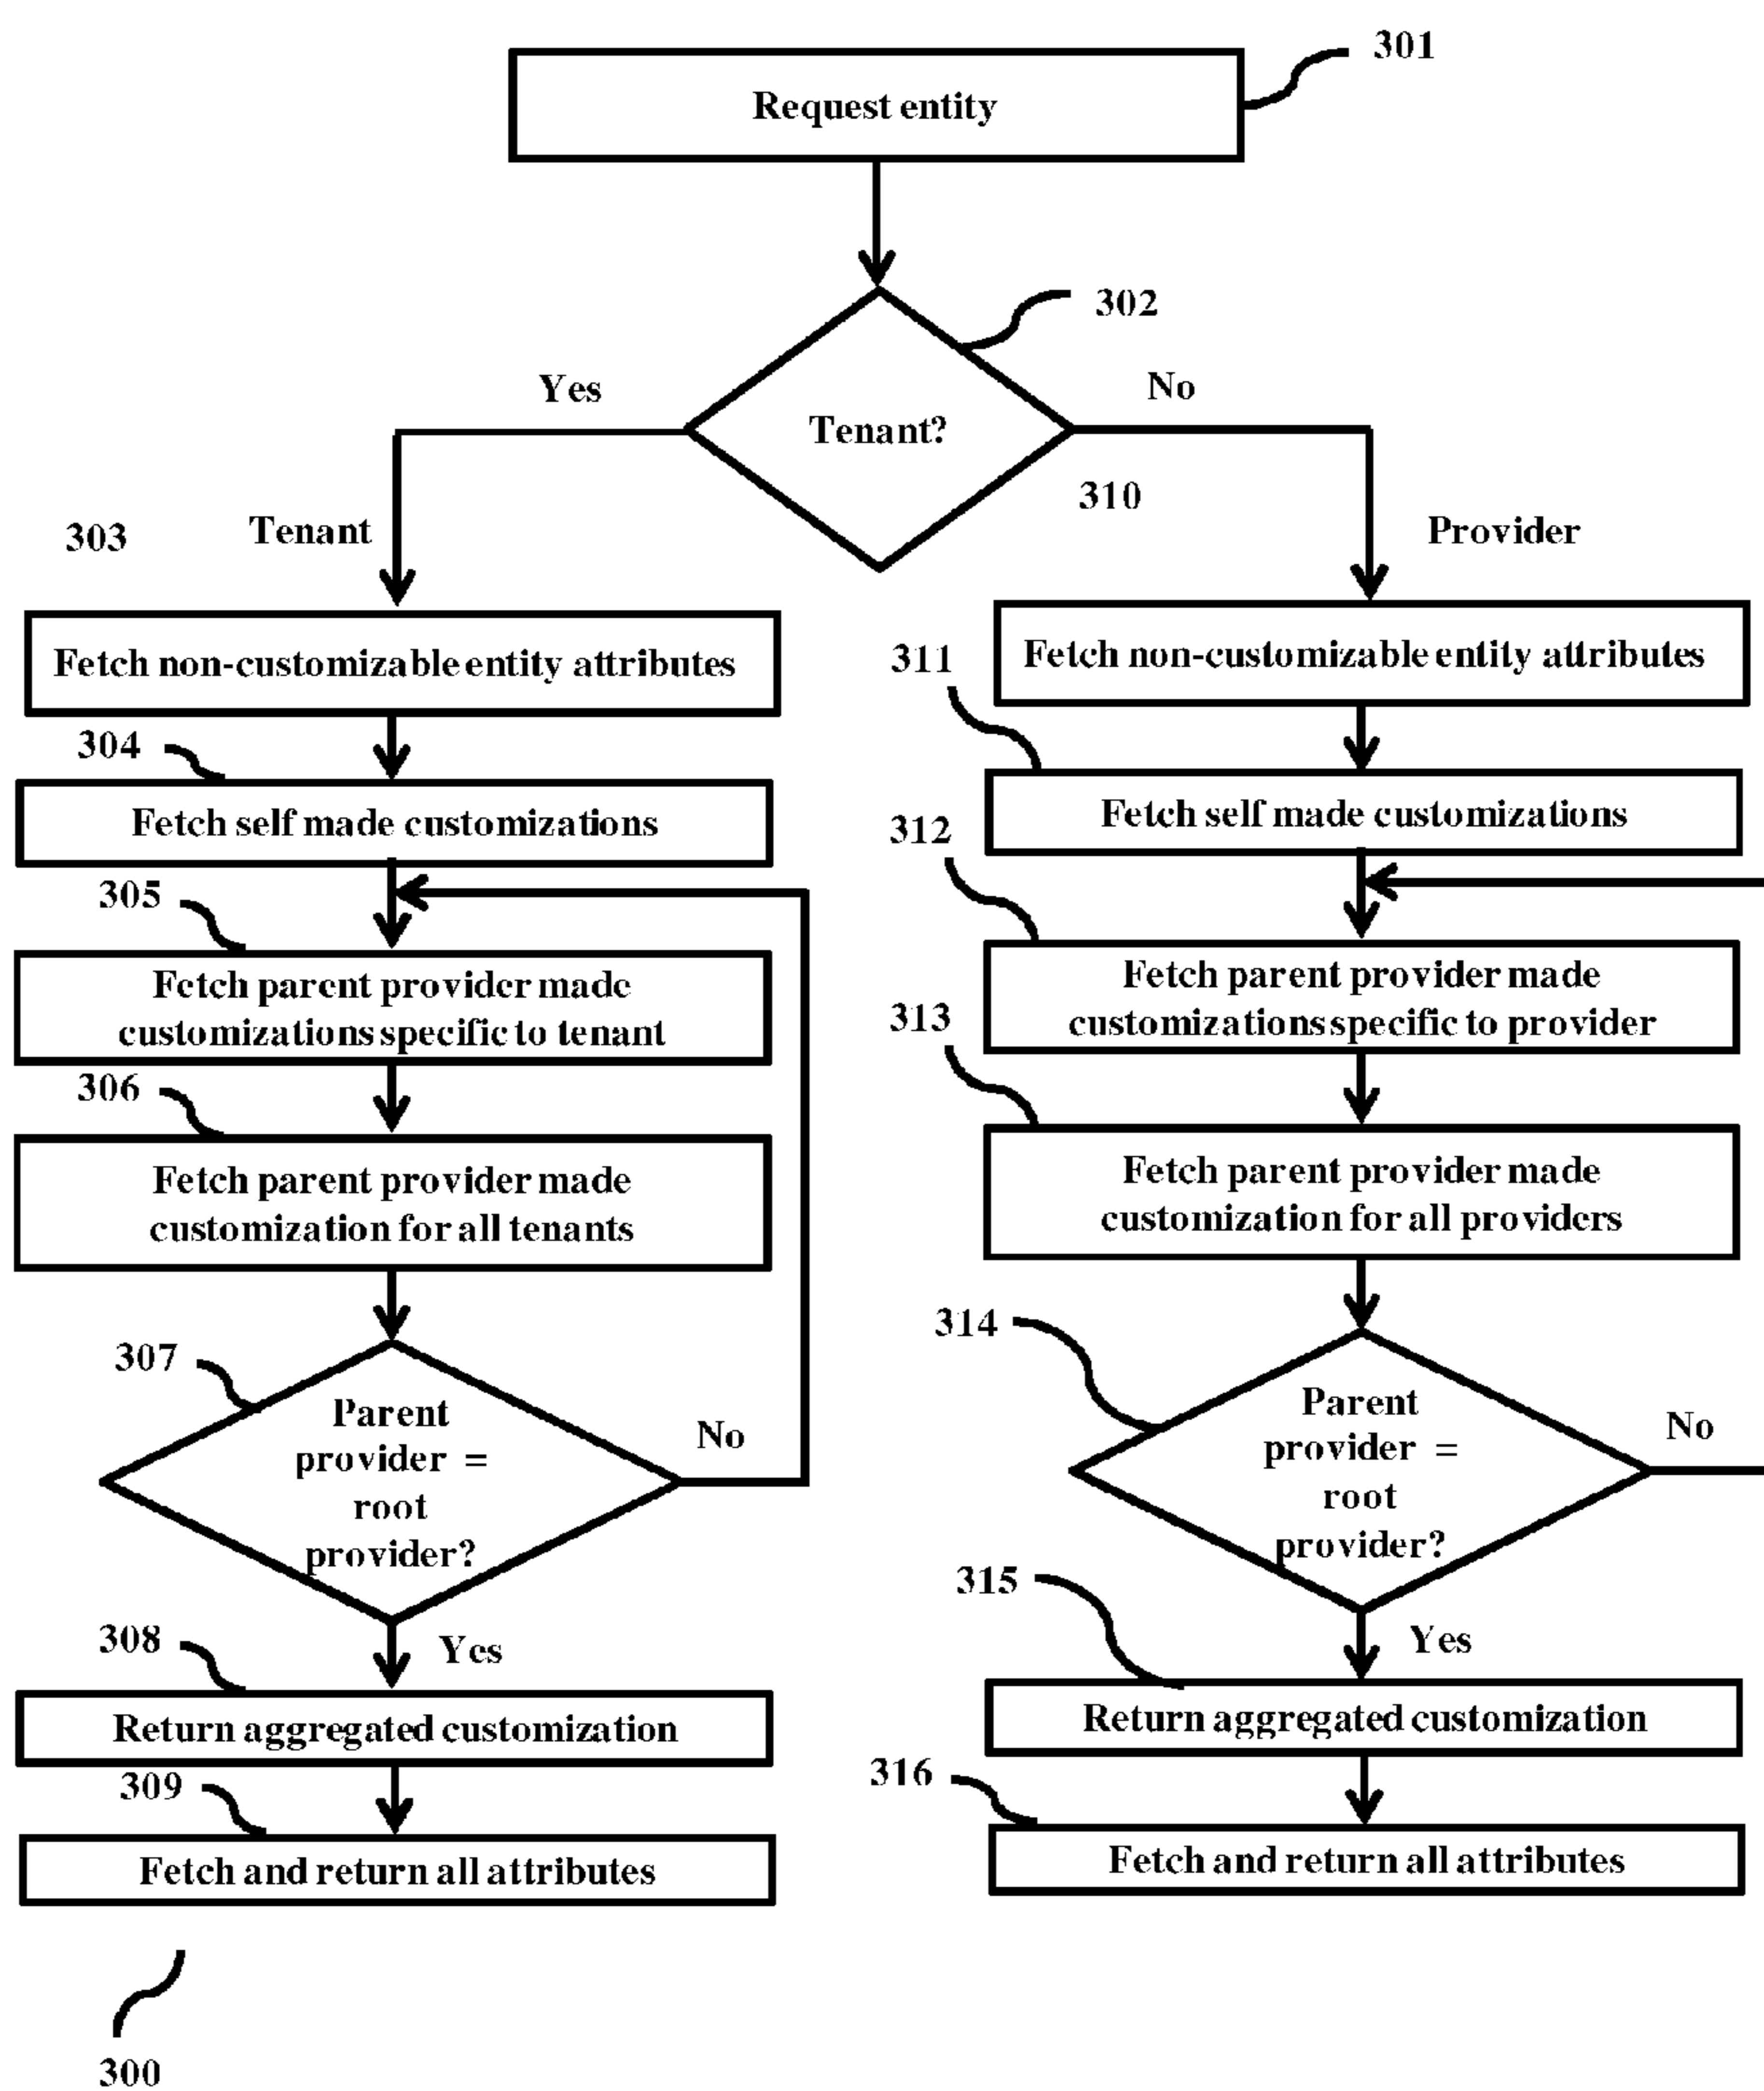 301
Request entity
302
Yes
No
Tenant?
310
303
Tenant
Provider
Fetch non-customizable entity attributes
304
Fetch self made customizations
305
Fetch parent provider made
customizations specific to tenant
306
Fetch parent provider made
customization for all tenants
307
Parent
provider =
root
provider?
No
308
Yes
Return aggregated customization
309
Fetch and return all attributes
Fetch non-customizable entity attributes
311
Fetch self made customizations
312
Fetch parent provider made
customizations specific to provider
313
Fetch parent provider made
customization for all providers
314
Parent
provider =
root
provider?
No
315
Yes
Return aggregated customization
316
Fetch and return all attributes
300